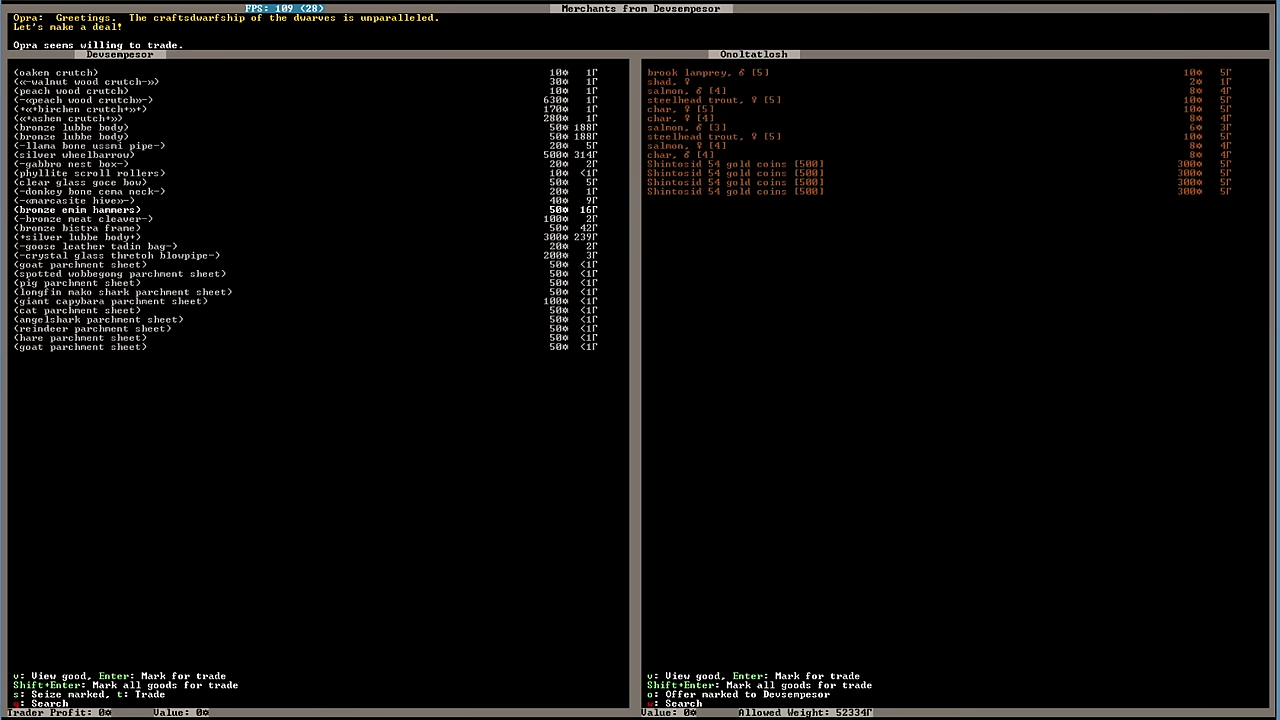 FPS: 109 (28)
Merchants from Devsempesor
Opra: Greetings. The craftsdwarfship of the dwarves is unparalleled.
Let's make a deal!
Opra seems willing to trade.
Devsempesor
(oaken crutch) 10☼ 1Γ
(«-walnut wood crutch-») 30☼ 1Γ
(peach wood crutch) 10☼ 1Γ
(-«peach wood crutch»-) 630☼ 1Γ
(+«+birchen crutch+»+) 170☼ 1Γ
(«+ashen crutch+») 280☼ 1Γ
(bronze lubbe body) 50☼ 188Γ
(bronze lubbe body) 50☼ 188Γ
(-llama bone ussmi pipe-) 20☼ 5Γ
(silver wheelbarrow) 500☼ 314Γ
(-gabbro nest box-) 20☼ 2Γ
(phyllite scroll rollers) 10☼ <1Γ
(clear glass goce bow) 50☼ 5Γ
(-donkey bone cema neck-) 20☼ 1Γ
(-«marcasite hive»-) 40☼ 9Γ
(bronze emin hammers) 50☼ 16Γ
(-bronze meat cleaver-) 100☼ 2Γ
(bronze bistra frame) 50☼ 42Γ
(+silver lubbe body+) 300☼ 239Γ
(-goose leather tadin bag-) 20☼ 2Γ
(-crystal glass thretoh blowpipe-) 200☼ 3Γ
(goat parchment sheet) 50☼ <1Γ
(spotted wobbegong parchment sheet) 50☼ <1Γ
(pig parchment sheet) 50☼ <1Γ
(longfin mako shark parchment sheet) 50☼ <1Γ
(giant capybara parchment sheet) 100☼ <1Γ
(cat parchment sheet) 50☼ <1Γ
(angelshark parchment sheet) 50☼ <1Γ
(reindeer parchment sheet) 50☼ <1Γ
(hare parchment sheet) 50☼ <1Γ
(goat parchment sheet) 50☼ <1Γ
v: View good, Enter: Mark for trade
Shift+Enter: Mark all goods for trade
s: Seize marked, t: Trade
q: Search
Trader Profit: 0☼ Value: 0☼
Onoltatlosh
brook lamprey, ♂ [5] 10☼ 5Γ
shad, ♀ 2☼ 1Γ
salmon, ♂ [4] 8☼ 4Γ
steelhead trout, ♀ [5] 10☼ 5Γ
char, ♀ [5] 10☼ 5Γ
char, ♀ [4] 8☼ 4Γ
salmon, ♂ [3] 6☼ 3Γ
steelhead trout, ♀ [5] 10☼ 5Γ
salmon, ♀ [4] 8☼ 4Γ
char, ♂ [4] 8☼ 4Γ
Shintosid 54 gold coins [500] 300☼ 5Γ
Shintosid 54 gold coins [500] 300☼ 5Γ
Shintosid 54 gold coins [500] 300☼ 5Γ
Shintosid 54 gold coins [500] 300☼ 5Γ
v: View good, Enter: Mark for trade
Shift+Enter: Mark all goods for trade
o: Offer marked to Devsempesor
w: Search
Value: 0☼ Allowed Weight: 52334Γ